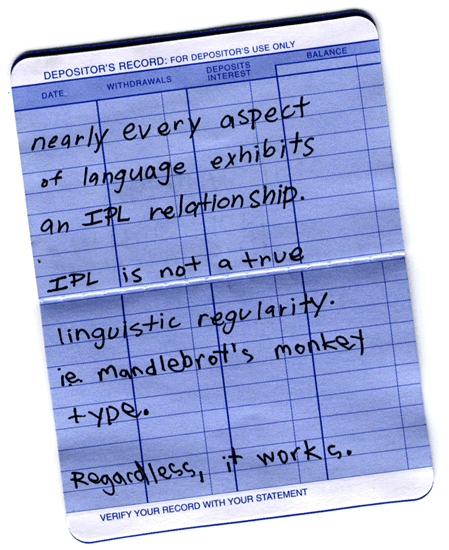 DEPOSITOR'S RECORD: FOR DEPOSITOR'S USE ONLY
DATE WITHDRAWALS DEPOSITS INTEREST BALANCE
nearly every aspect
of language exhibits
an IPL relationship.
IPL is not a true
linguistic regularity.
ie. mandlebrot's monkey
type.
Regardless, it works.
VERIFY YOUR RECORD WITH YOUR STATEMENT